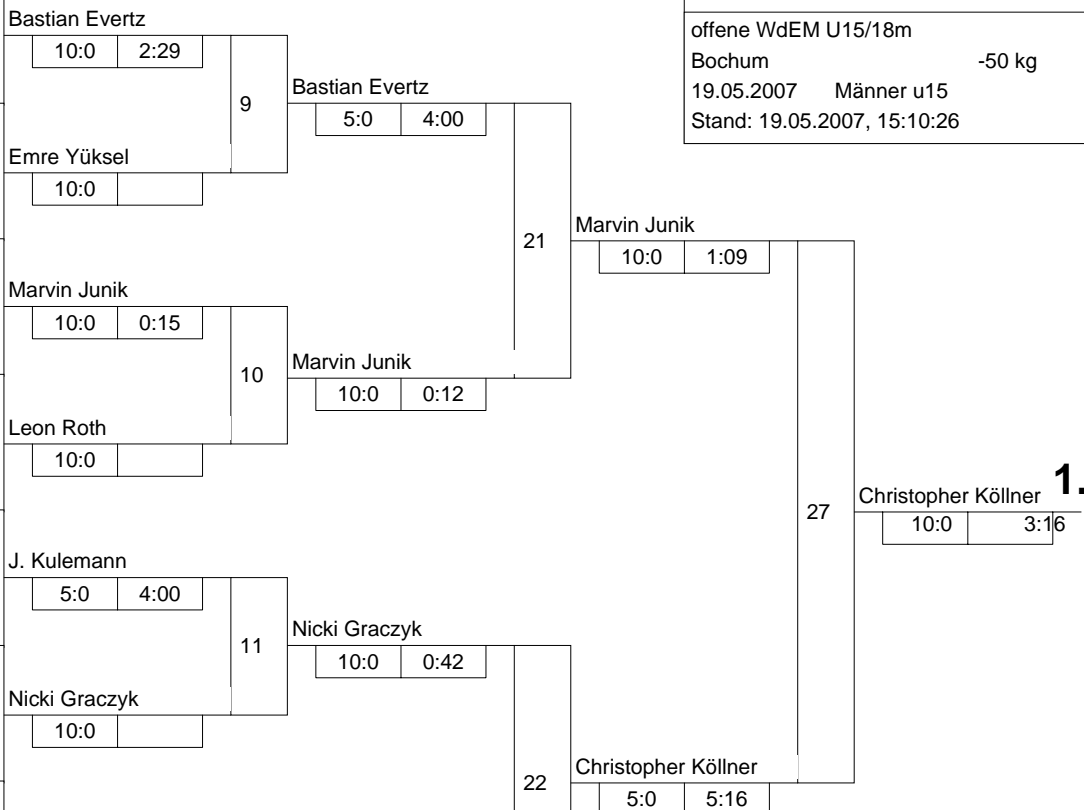 offene WdEM U15/18m
Bochum -50 kg
19.05.2007 Männer u15
Stand: 19.05.2007, 15:10:26
Bastian Evertz
10:0 2:29
9
Emre Yüksel
10:0
Bastian Evertz
5:0 4:00
21
Marvin Junik
10:0 0:15
10
Leon Roth
10:0
Marvin Junik
10:0 0:12
Marvin Junik
10:0 1:09
27
Christopher Köllner 1.
10:0 3:16
J. Kulemann
5:0 4:00
11
Nicki Graczyk
10:0
Nicki Graczyk
10:0 0:42
22
Christopher Köllner
5:0 5:16